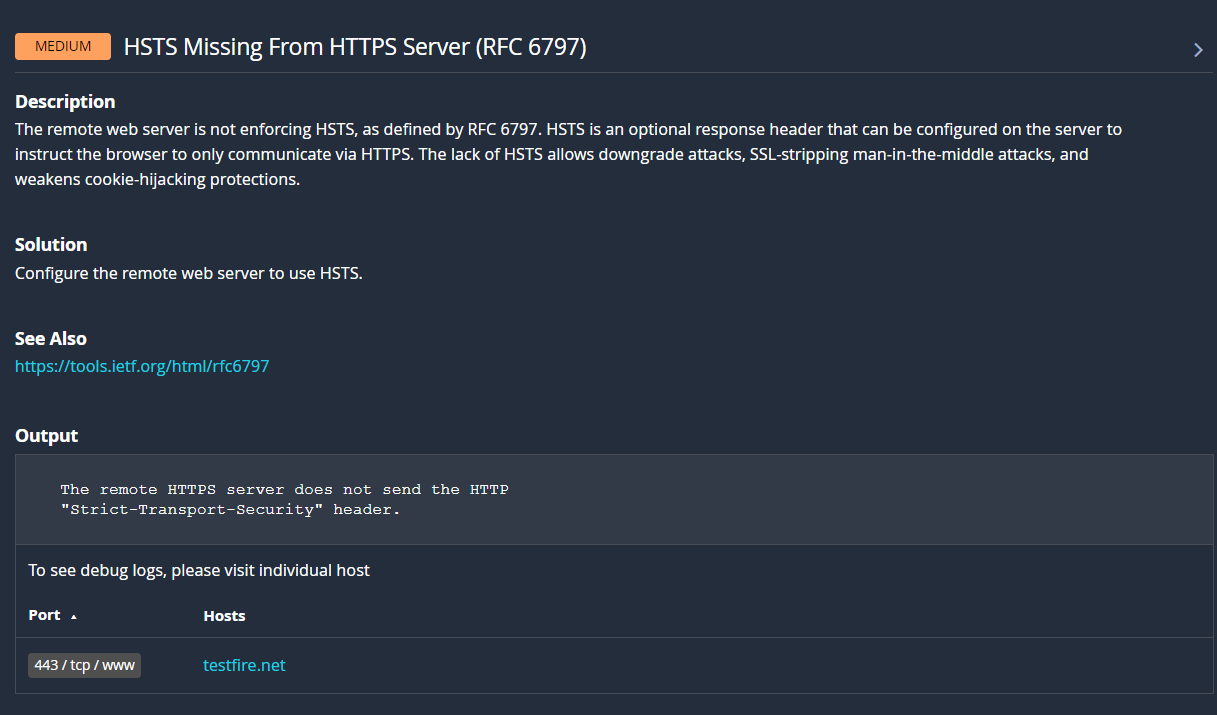 MEDIUM HSTS Missing From HTTPS Server (RFC 6797)
Description
The remote web server is not enforcing HSTS, as defined by RFC 6797. HSTS is an optional response header that can be configured on the server to
instruct the browser to only communicate via HTTPS. The lack of HSTS allows downgrade attacks, SSL-stripping man-in-the-middle attacks, and
weakens cookie-hijacking protections.
Solution
Configure the remote web server to use HSTS.
See Also
https://tools.ietf.org/html/rfc6797
Output
The remote HTTPS server does not send the HTTP
"Strict-Transport-Security" header.
To see debug logs, please visit individual host
Port Hosts
443 / tcp / www testfire.net